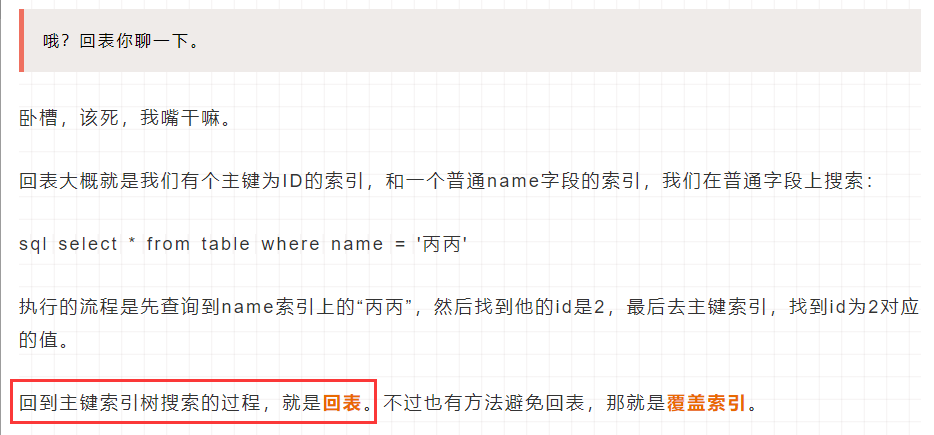 哦？回表你聊一下。
卧槽，该死，我嘴干嘛。
回表大概就是我们有个主键为ID的索引，和一个普通name字段的索引，我们在普通字段上搜索：
sql select * from table where name = '丙丙'
执行的流程是先查询到name索引上的“丙丙”，然后找到他的id是2，最后去主键索引，找到id为2对应
的值。
回到主键索引树搜索的过程，就是回表。不过也有方法避免回表，那就是覆盖索引。